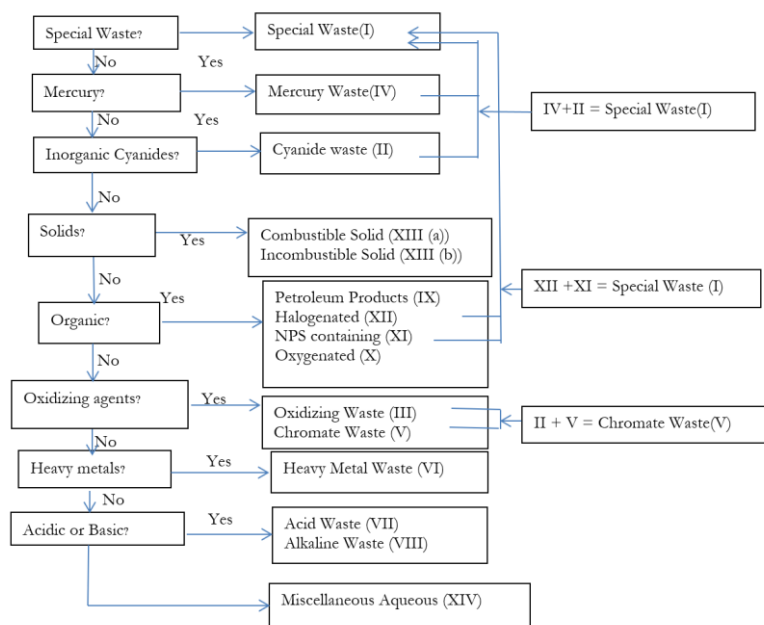 Special Waste?
Special Waste(I)
No
Yes
Mercury?
Mercury Waste(IV)
IV+II = Special Waste(I)
No
Yes
Inorganic Cyanides?
Cyanide waste (II)
No
Solids?
Yes
Combustible Solid (XIII (a))
Incombustible Solid (XIII (b))
No
Yes
XII +XI = Special Waste (I)
Organic?
Petroleum Products (IX)
Halogenated (XII)
NPS containing (XI)
Oxygenated (X)
No
Oxidizing agents?
Yes
Oxidizing Waste (III)
Chromate Waste (V)
II + V = Chromate Waste(V)
No
Heavy metals?
Yes
Heavy Metal Waste (VI)
No
Acidic or Basic?
Yes
Acid Waste (VII)
Alkaline Waste (VIII)
Miscellaneous Aqueous (XIV)